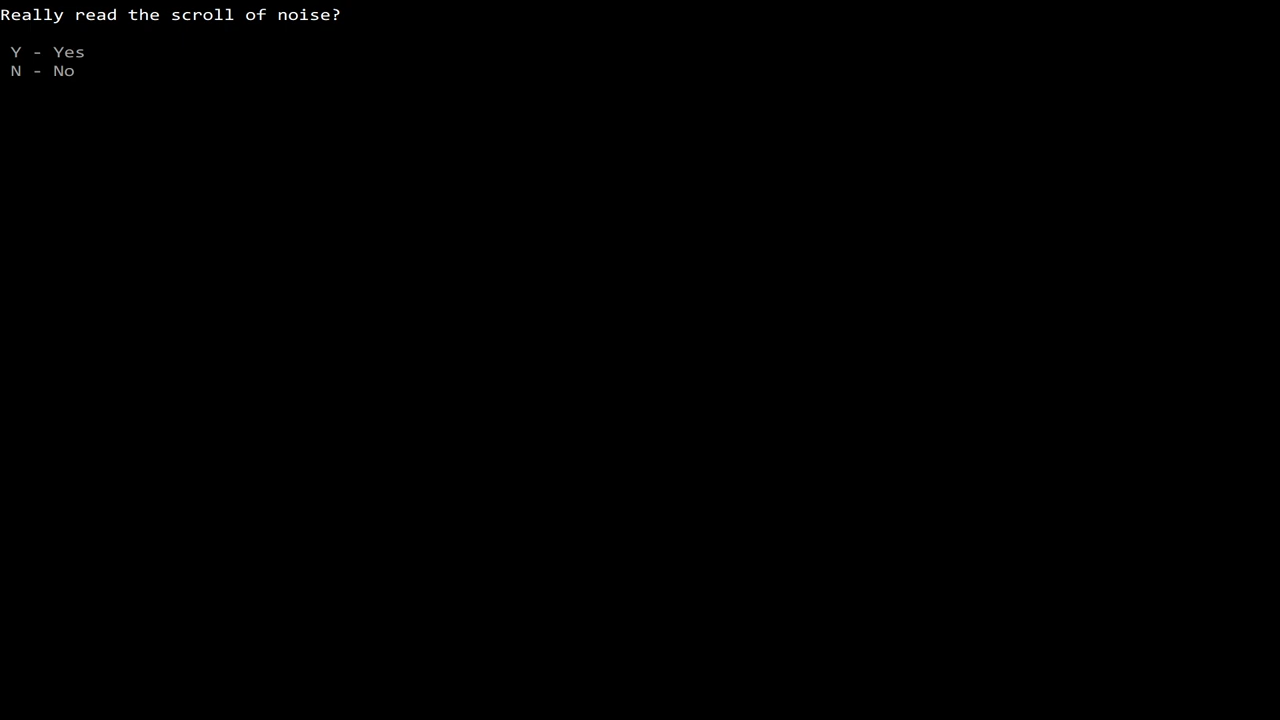 Really read the scroll of noise?
Y - Yes
N - No